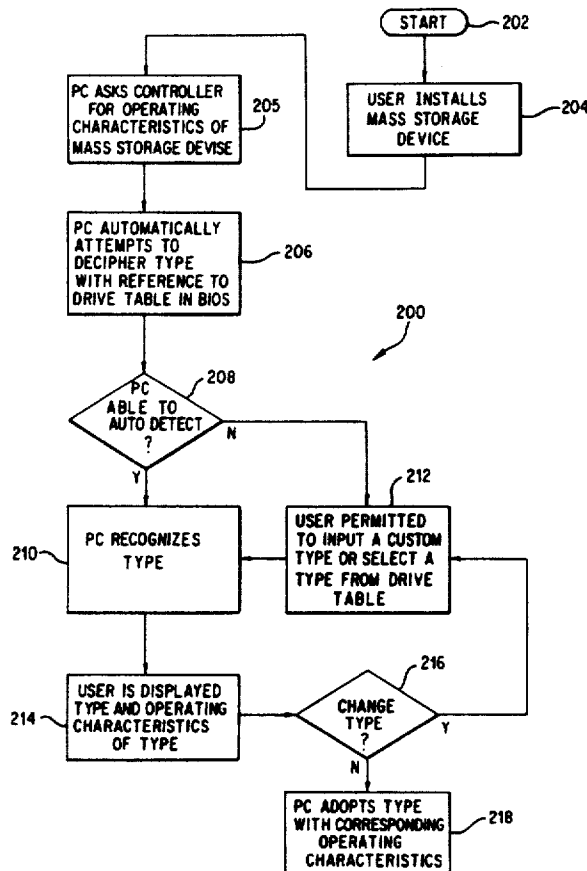 START
202
USER INSTALLS
MASS STORAGE
DEVICE
204
PC ASKS CONTROLLER
FOR OPERATING
CHARACTERISTICS OF
MASS STORAGE DEVISE
205
PC AUTOMATICALLY
ATTEMPTS TO
DECIPHER TYPE
WITH REFERENCE TO
DRIVE TABLE IN BIOS
206
200
PC
ABLE TO
AUTO DETECT
?
208
N
Y
210
PC RECOGNIZES
TYPE
212
USER PERMITTED
TO INPUT A CUSTOM
TYPE OR SELECT A
TYPE FROM DRIVE
TABLE
214
USER IS DISPLAYED
TYPE AND OPERATING
CHARACTERISTICS
OF TYPE
216
CHANGE
TYPE
?
Y
N
PC ADOPTS TYPE
WITH CORRESPONDING
OPERATING
CHARACTERISTICS
218